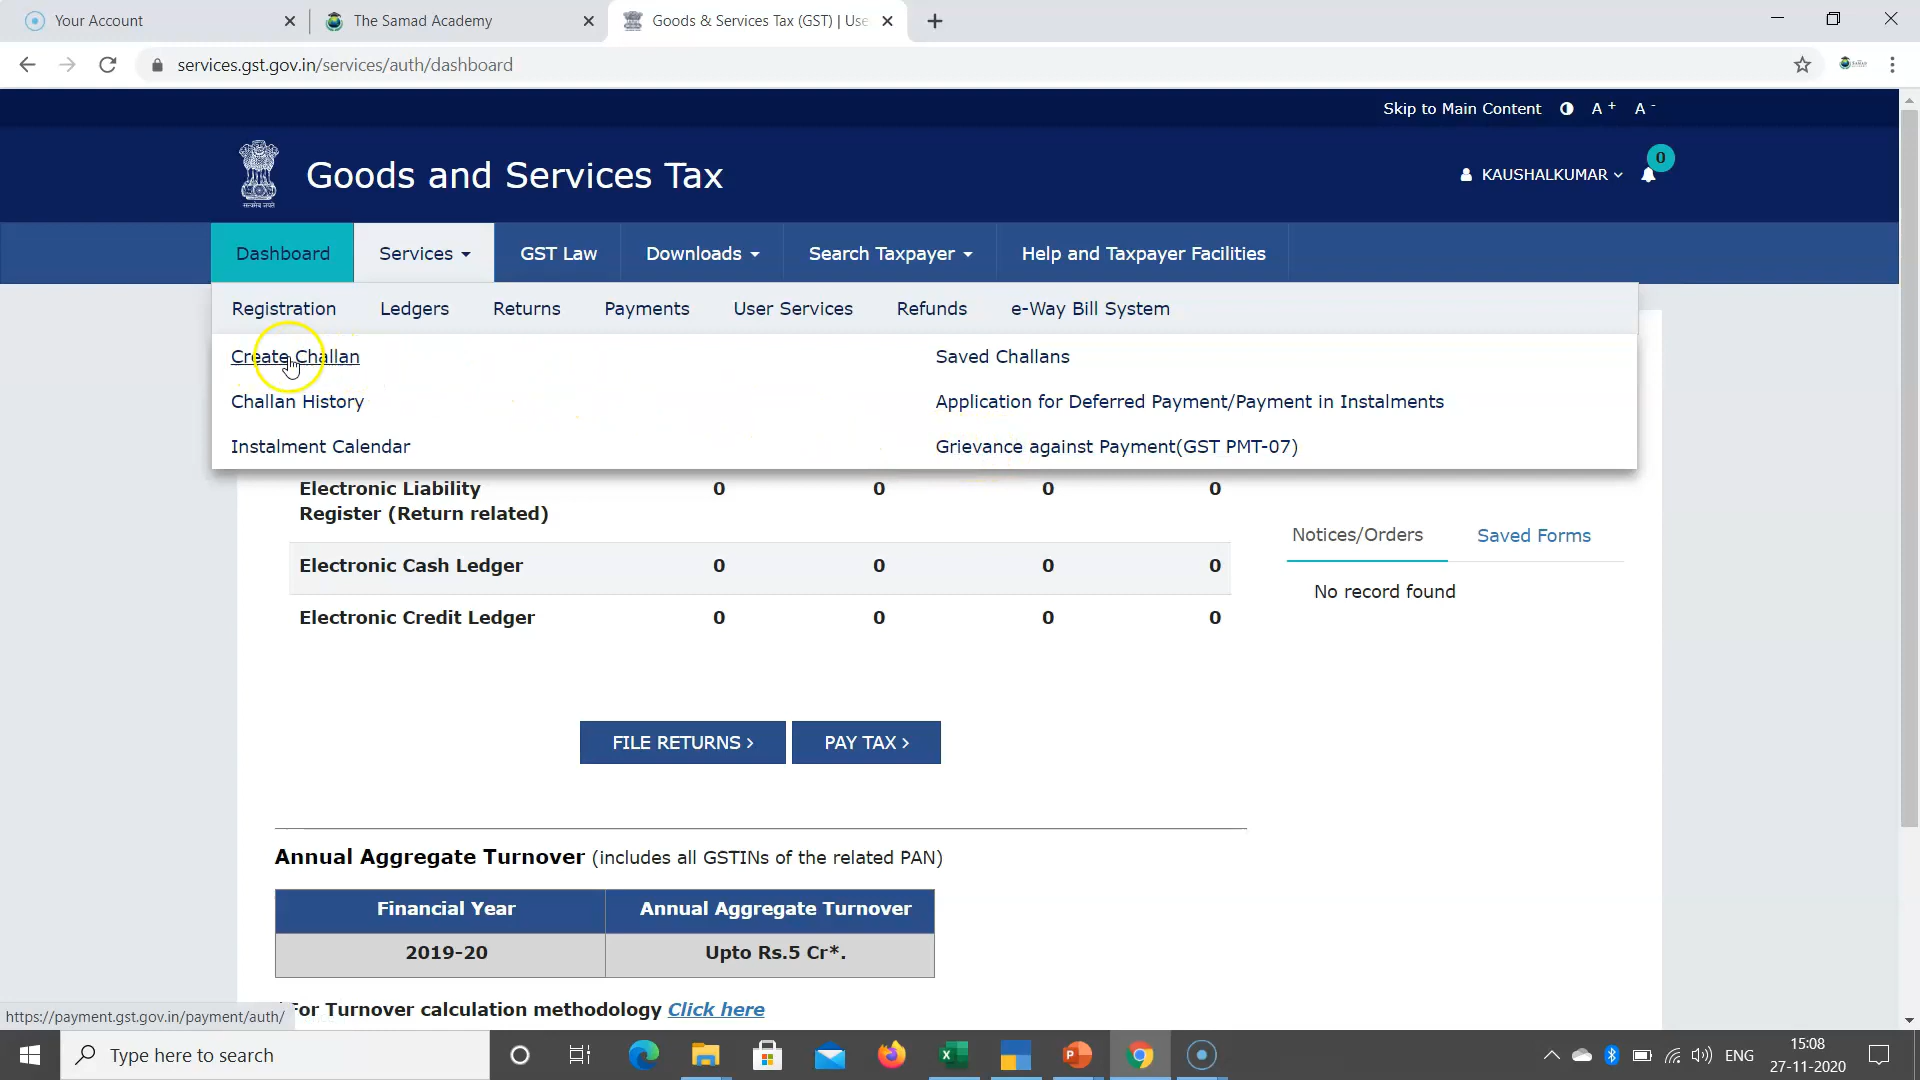 Your Account
The Samad Academy
Goods & Services Tax (GST) | Use
services.gst.gov.in/services/auth/dashboard
Skip to Main Content A + A -
Goods and Services Tax
KAUSHALKUMAR
0
Dashboard Services GST Law Downloads Search Taxpayer Help and Taxpayer Facilities
Registration Ledgers Returns Payments User Services Refunds e-Way Bill System
Create Challan Saved Challans
Challan History Application for Deferred Payment/Payment in Instalments
Instalment Calendar Grievance against Payment(GST PMT-07)
Electronic Liability 0 0 0 0
Register (Return related)
Electronic Cash Ledger 0 0 0 0
Electronic Credit Ledger 0 0 0 0
Notices/Orders Saved Forms
No record found
FILE RETURNS > PAY TAX >
Annual Aggregate Turnover (includes all GSTINs of the related PAN)
Financial Year Annual Aggregate Turnover
2019-20 Upto Rs.5 Cr*.
For Turnover calculation methodology Click here
https://payment.gst.gov.in/payment/auth/
Type here to search
ENG
15:08
27-11-2020